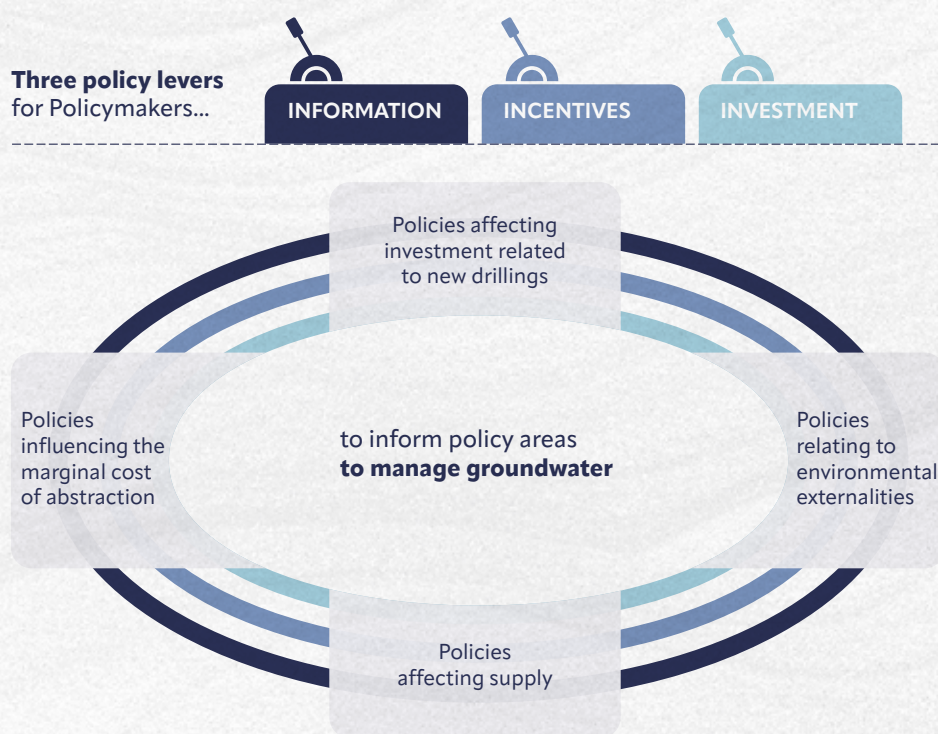 Three policy levers
for Policymakers...
INFORMATION
INCENTIVES
INVESTMENT
Policies affecting
investment related
to new drillings
Policies
influencing the
marginal cost
of abstraction
to inform policy areas
to manage groundwater
Policies
relating to
environmental
externalities
Policies
affecting supply